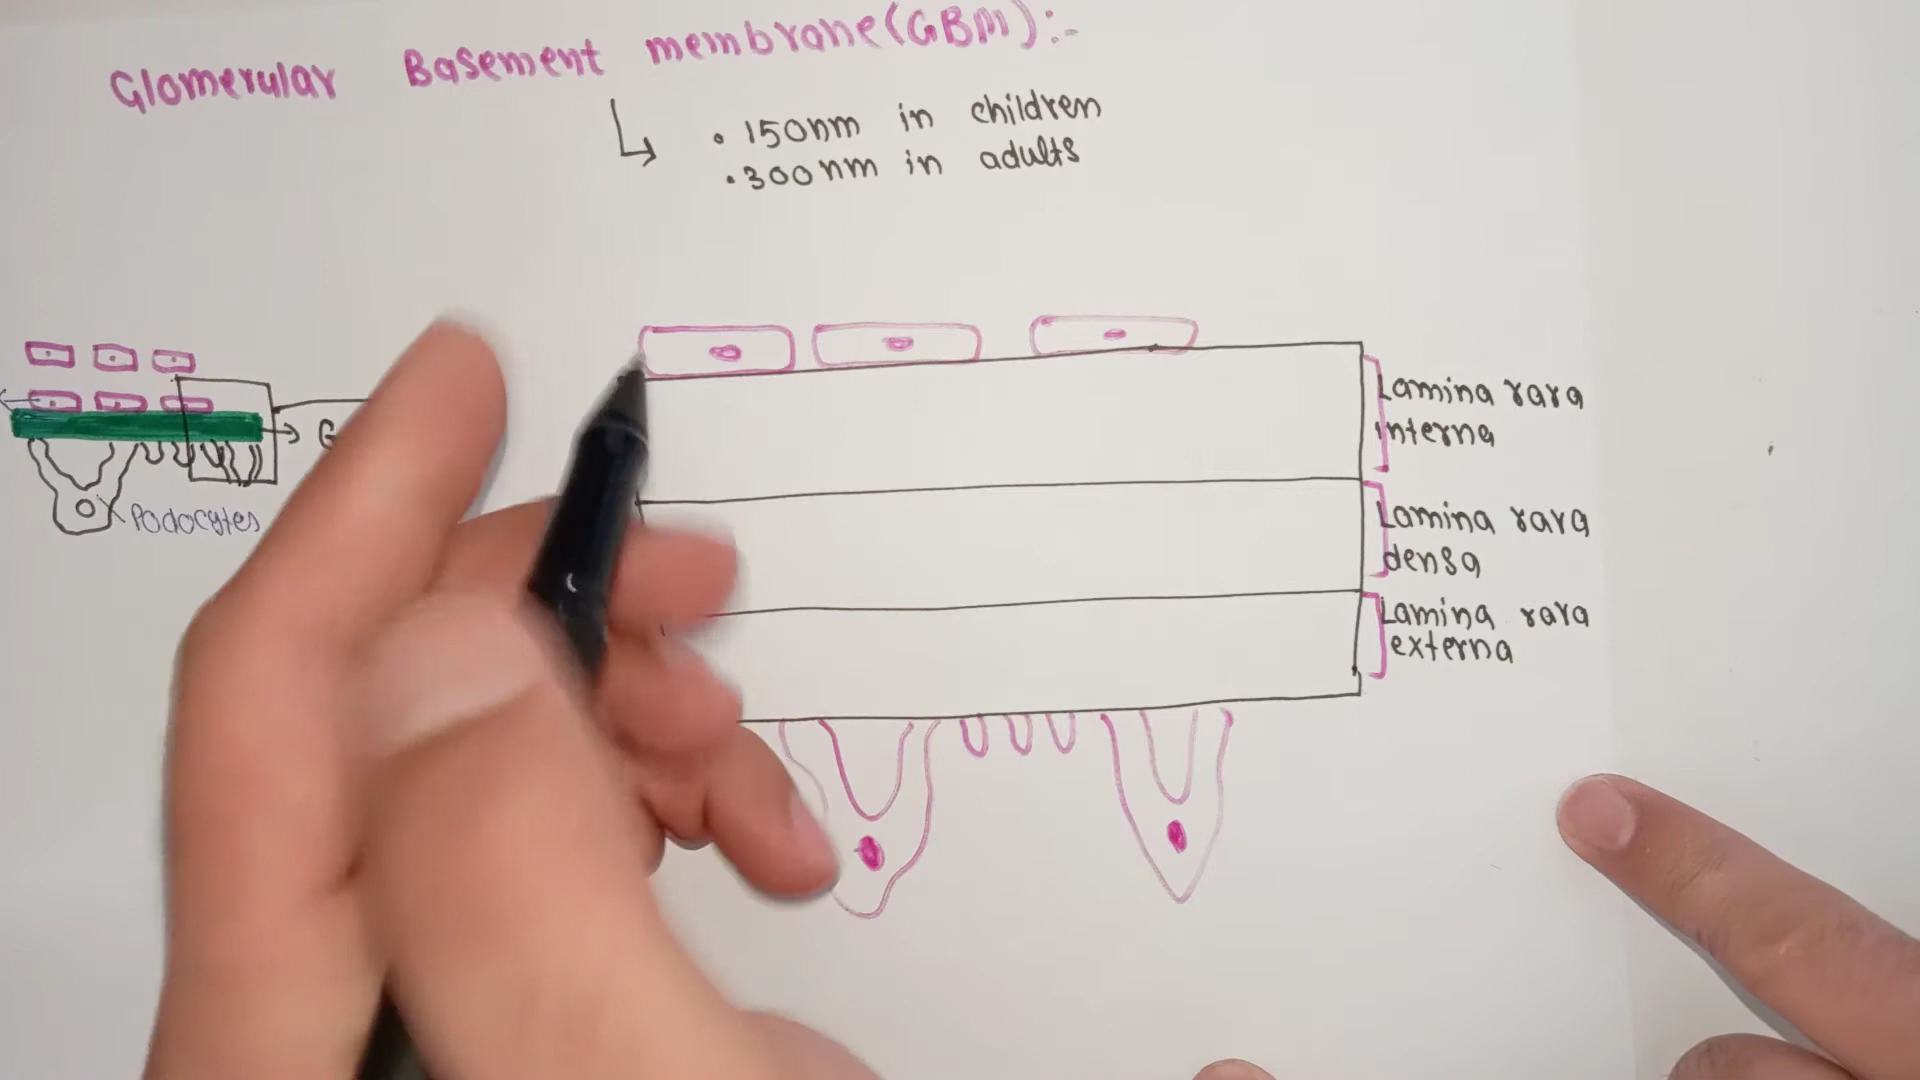 Glomerular Basement membrane(GBM):-
• 150nm in children
• 300nm in adults
Lamina rara
interna
G
Lamina rara
densa
Podocytes
Lamina rara
externa